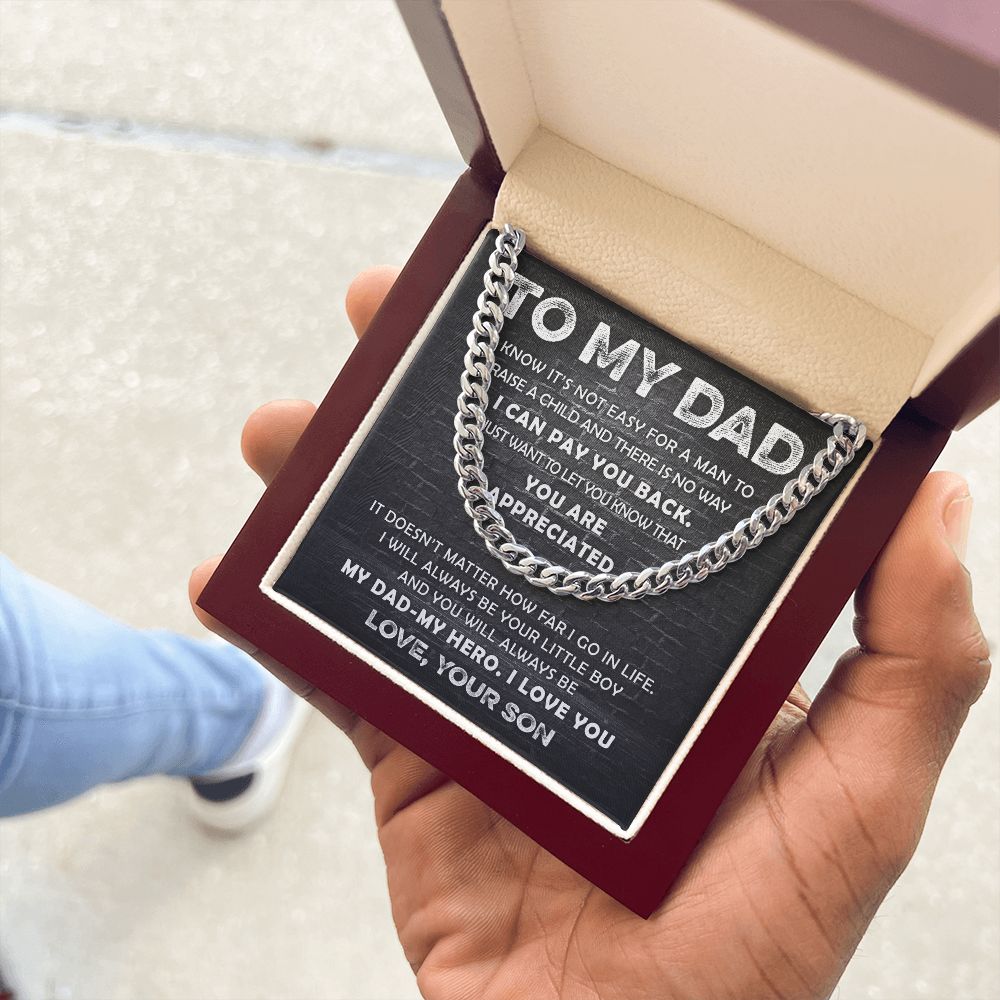 TO MY DAD
KNOW IT'S NOT EASY FOR A MAN TO
RAISE A CHILD AND THERE IS NO WAY
I CAN PAY YOU BACK.
JUST WANT TO LET YOU KNOW THAT
YOU ARE
APPRECIATED
IT DOESN'T MATTER HOW FAR I GO IN LIFE.
I WILL ALWAYS BE YOUR LITTLE BOY
AND YOU WILL ALWAYS BE
MY DAD-MY HERO. I LOVE YOU
LOVE, YOUR SON